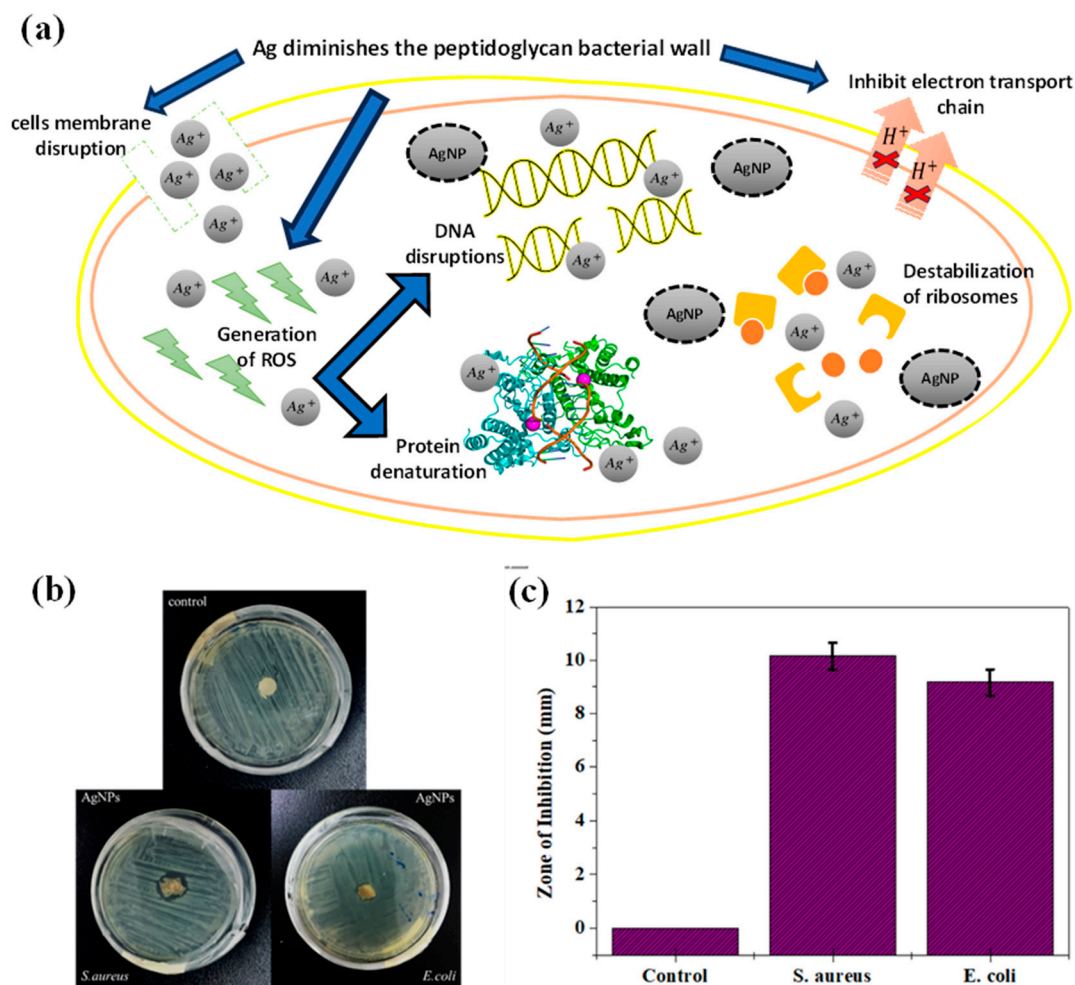 (a)
Ag diminishes the peptidoglycan bacterial wall
cells membrane
disruption
Inhibit electron transport
chain
Ag⁺
Ag⁺
Ag⁺
Ag⁺
Ag⁺
AgNP
Ag⁺
AgNP
H⁺
H⁺
DNA
disruptions
Ag⁺
Ag⁺
Ag⁺
Generation
of ROS
Ag⁺
AgNP
Ag⁺
Ag⁺
Destabilization
of ribosomes
AgNP
Ag⁺
Ag⁺
Protein
denaturation
Ag⁺
Ag⁺
Ag⁺
(b)
control
AgNPs
AgNPs
S.aureus
E.coli
(c)
Zone of Inhibition (mm)
12
10
8
6
4
2
0
Control
S. aureus
E. coli